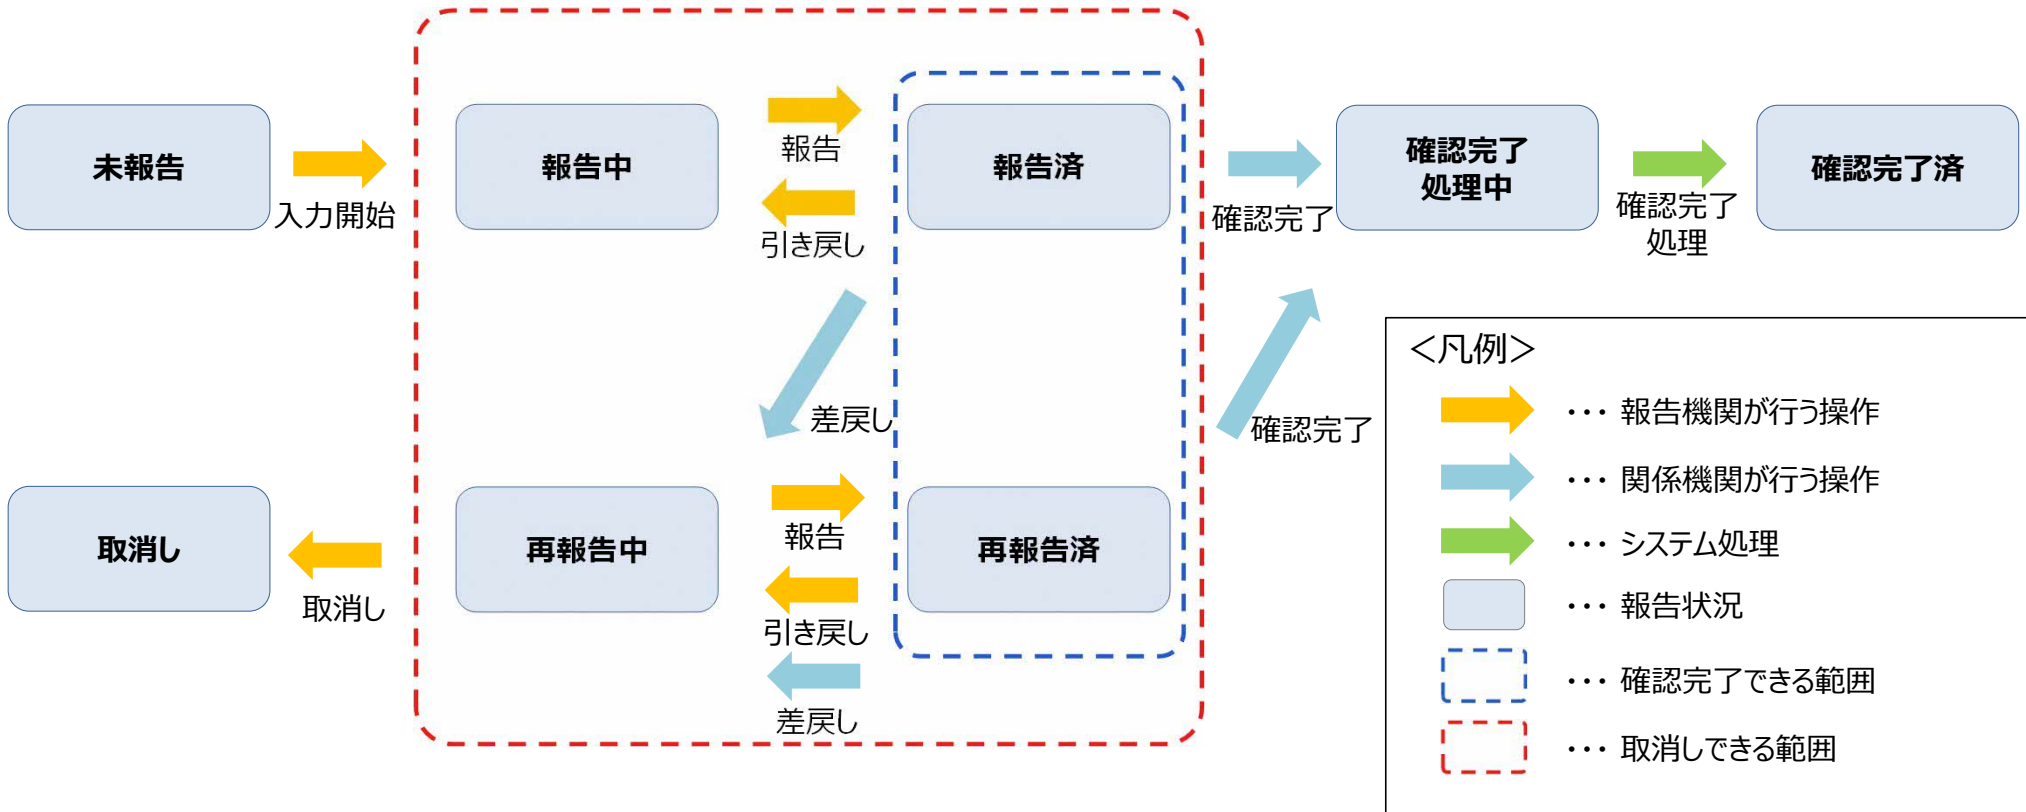 未報告
入力開始
報告中
報告
引き戻し
報告済
確認完了
確認完了
処理中
確認完了
処理
確認完了済
差戻し
確認完了
取消し
取消し
再報告中
報告
引き戻し
差戻し
再報告済
＜凡例＞
・・・ 報告機関が行う操作
・・・ 関係機関が行う操作
・・・ システム処理
・・・ 報告状況
・・・ 確認完了できる範囲
・・・ 取消しできる範囲